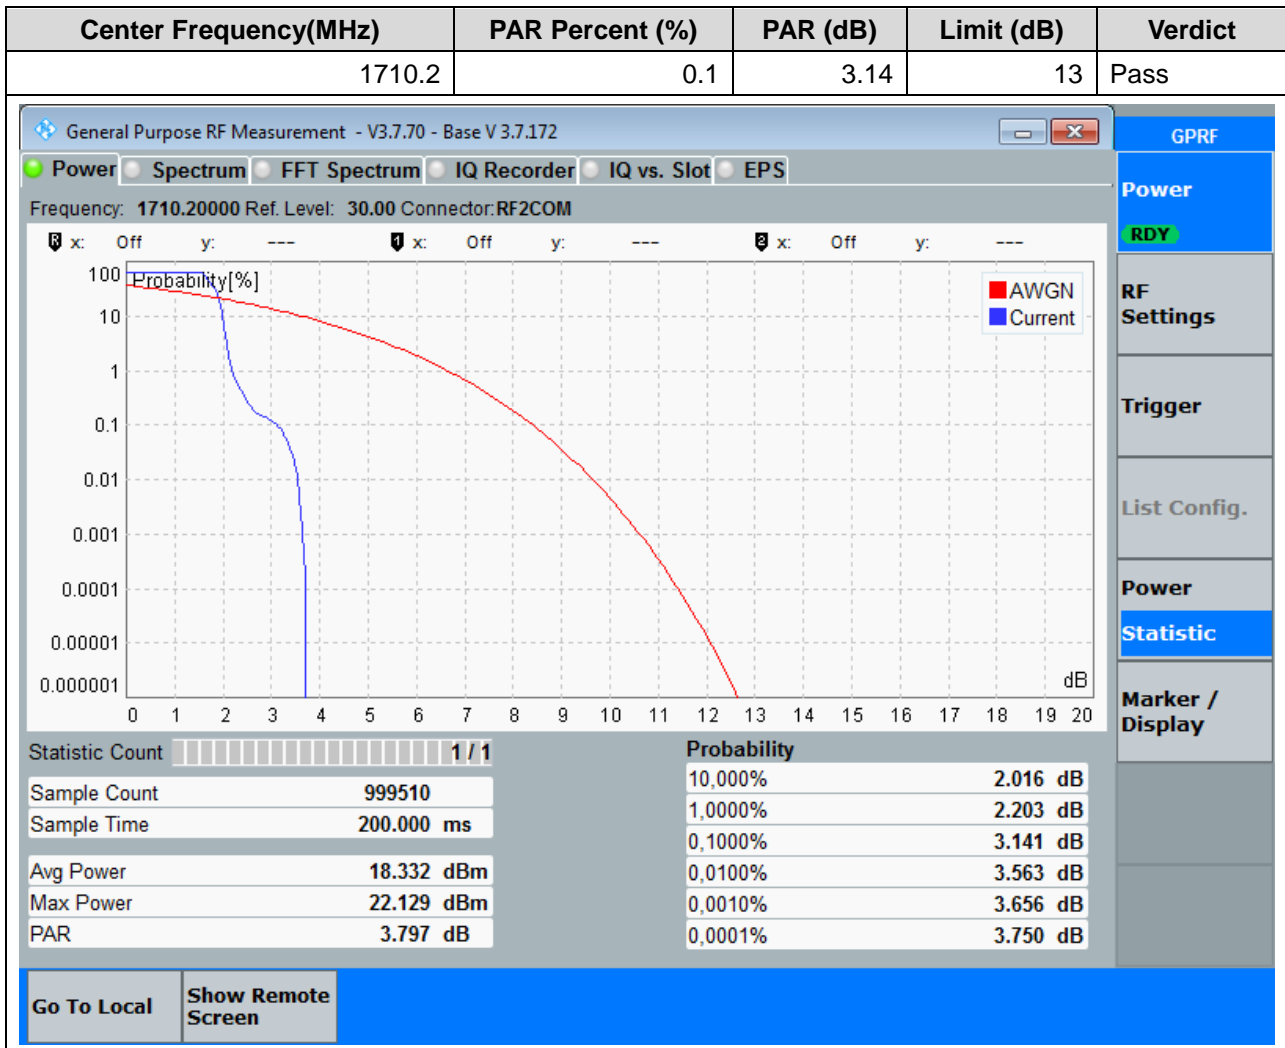 Center Frequency(MHz) PAR Percent (%) PAR (dB) Limit (dB) Verdict
1710.2 0.1 3.14 13 Pass
General Purpose RF Measurement - V3.7.70 - Base V 3.7.172
GPRF
Power Spectrum FFT Spectrum IQ Recorder IQ vs. Slot EPS
Frequency: 1710.20000 Ref. Level: 30.00 Connector: RF2COM
R x: Off y: --- 1 x: Off y: --- 2 x: Off y: ---
Power
RDY
RF
Settings
Trigger
List Config.
Power
Statistic
Marker /
Display
Probability[%]
AWGN
Current
100
10
1
0.1
0.01
0.001
0.0001
0.00001
0.000001
dB
0 1 2 3 4 5 6 7 8 9 10 11 12 13 14 15 16 17 18 19 20
Statistic Count 1 / 1
Sample Count 999510
Sample Time 200.000 ms
Avg Power 18.332 dBm
Max Power 22.129 dBm
PAR 3.797 dB
Probability
10,000% 2.016 dB
1,0000% 2.203 dB
0,1000% 3.141 dB
0,0100% 3.563 dB
0,0010% 3.656 dB
0,0001% 3.750 dB
Go To Local
Show Remote
Screen